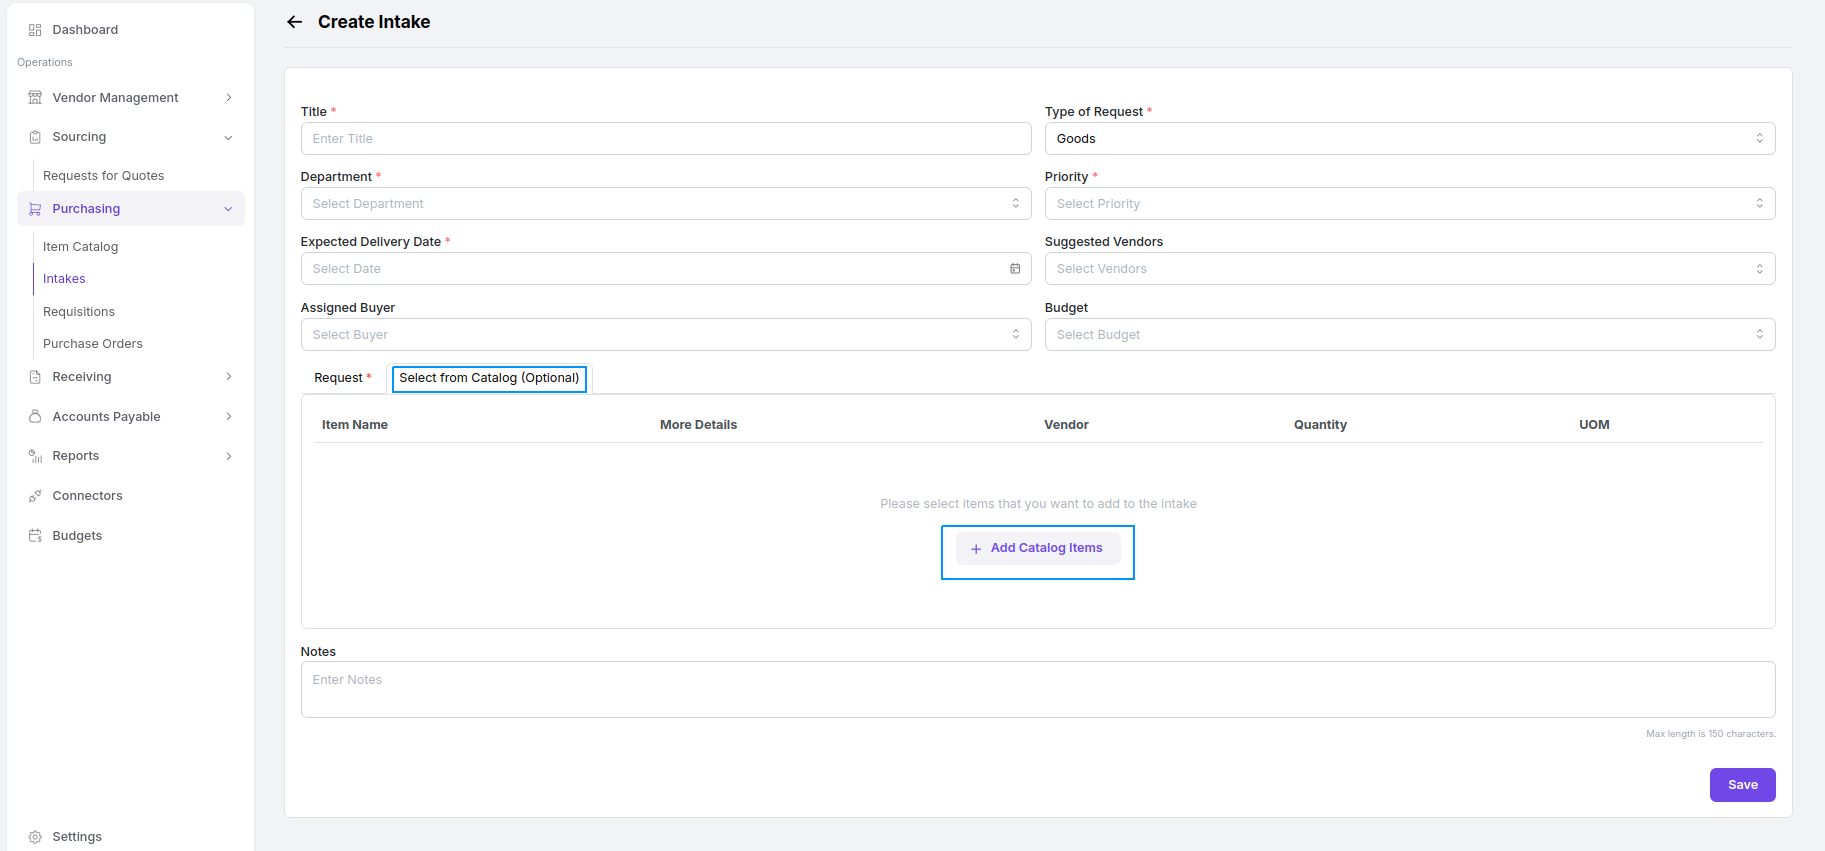 Dashboard
Operations
Vendor Management
Sourcing
Requests for Quotes
Purchasing
Item Catalog
Intakes
Requisitions
Purchase Orders
Receiving
Accounts Payable
Reports
Connectors
Budgets
Settings
Create Intake
Title *
Enter Title
Type of Request *
Goods
Department *
Select Department
Priority *
Select Priority
Expected Delivery Date *
Select Date
Suggested Vendors
Select Vendors
Assigned Buyer
Select Buyer
Budget
Select Budget
Request * Select from Catalog (Optional)
Item Name More Details Vendor Quantity UOM
Please select items that you want to add to the intake
+ Add Catalog Items
Notes
Enter Notes
Max length is 150 characters.
Save